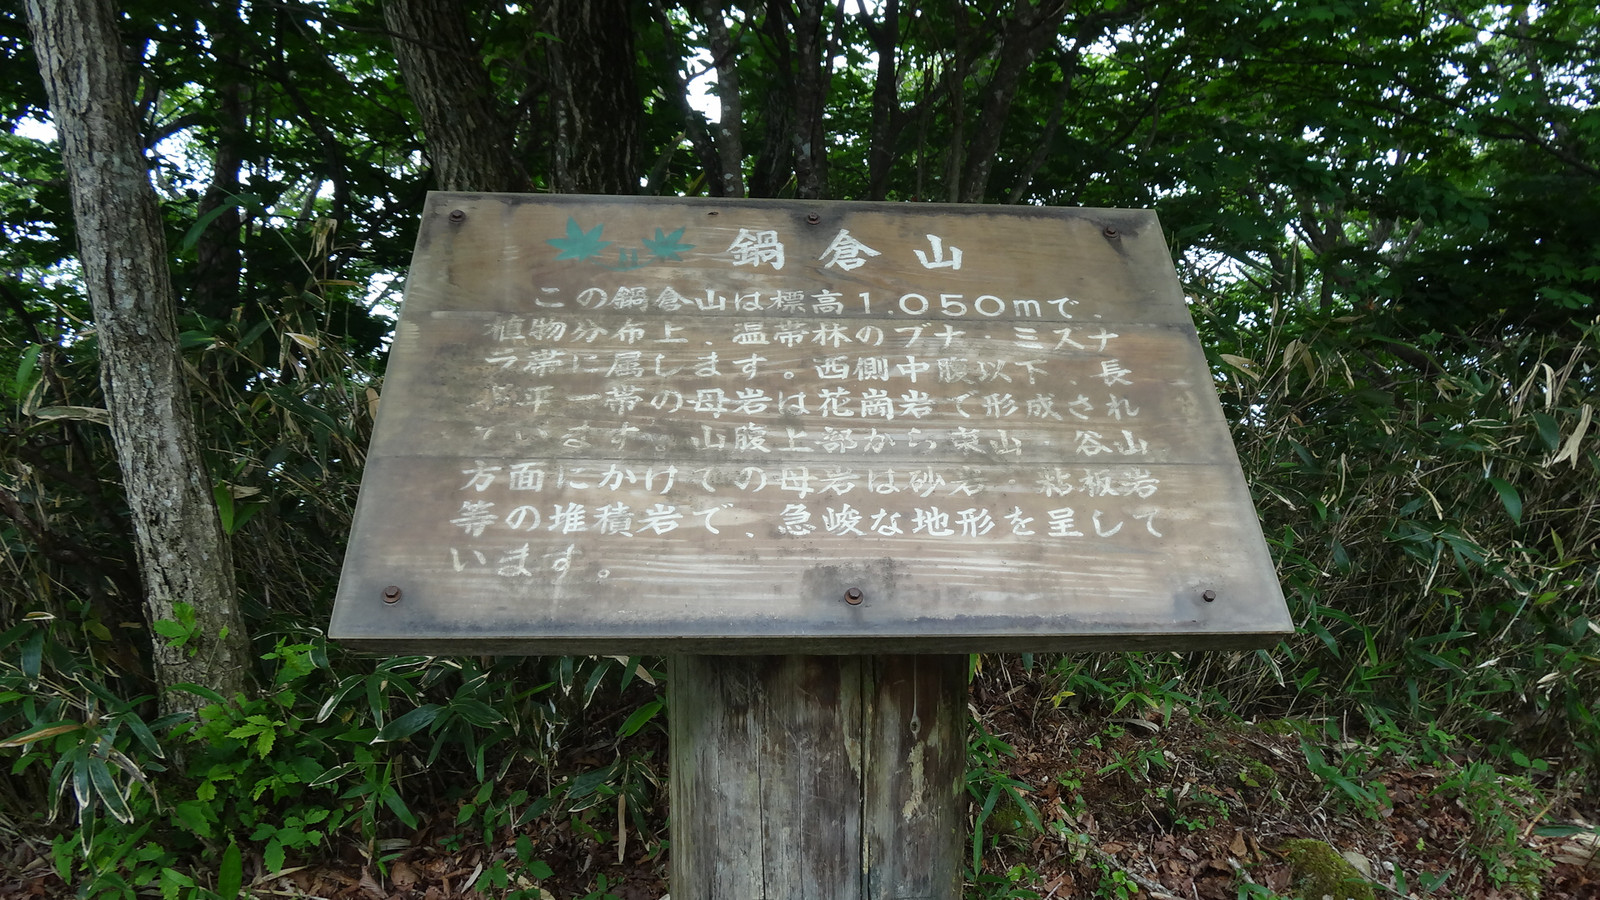 鍋倉山
この鍋倉山は標高1.050mで、
植物分布上、温帯林のブナ・ミズナ
ラ帯に属します。西側中腹以下、長
平一帯の母岩は花崗岩で形成され
ています。山腹上部から東山 谷山
方面にかけての母岩は砂岩・粘板岩
等の堆積岩で、急峻な地形を呈して
います。